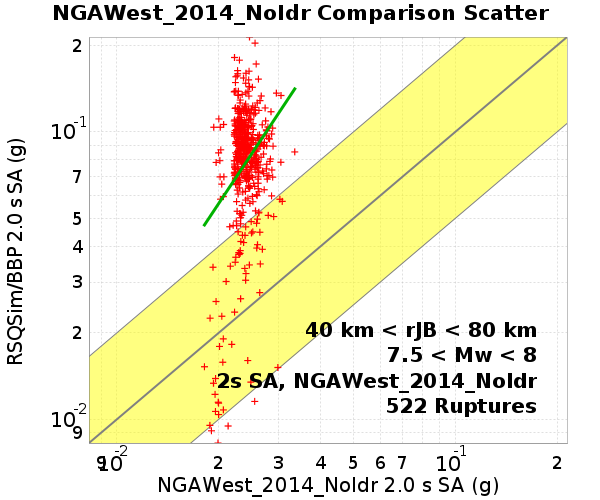 NGAWest_2014_NoIdr Comparison Scatter
RSQSim/BBP 2.0 s SA (g)
2
10-1
7
5
4
3
2
10-2
9
40 km < rJB < 80 km
7.5 < Mw < 8
2s SA, NGAWest_2014_NoIdr
522 Ruptures
9 10-2 2 3 4 5 6 7 10-1 2
NGAWest_2014_NoIdr 2.0 s SA (g)